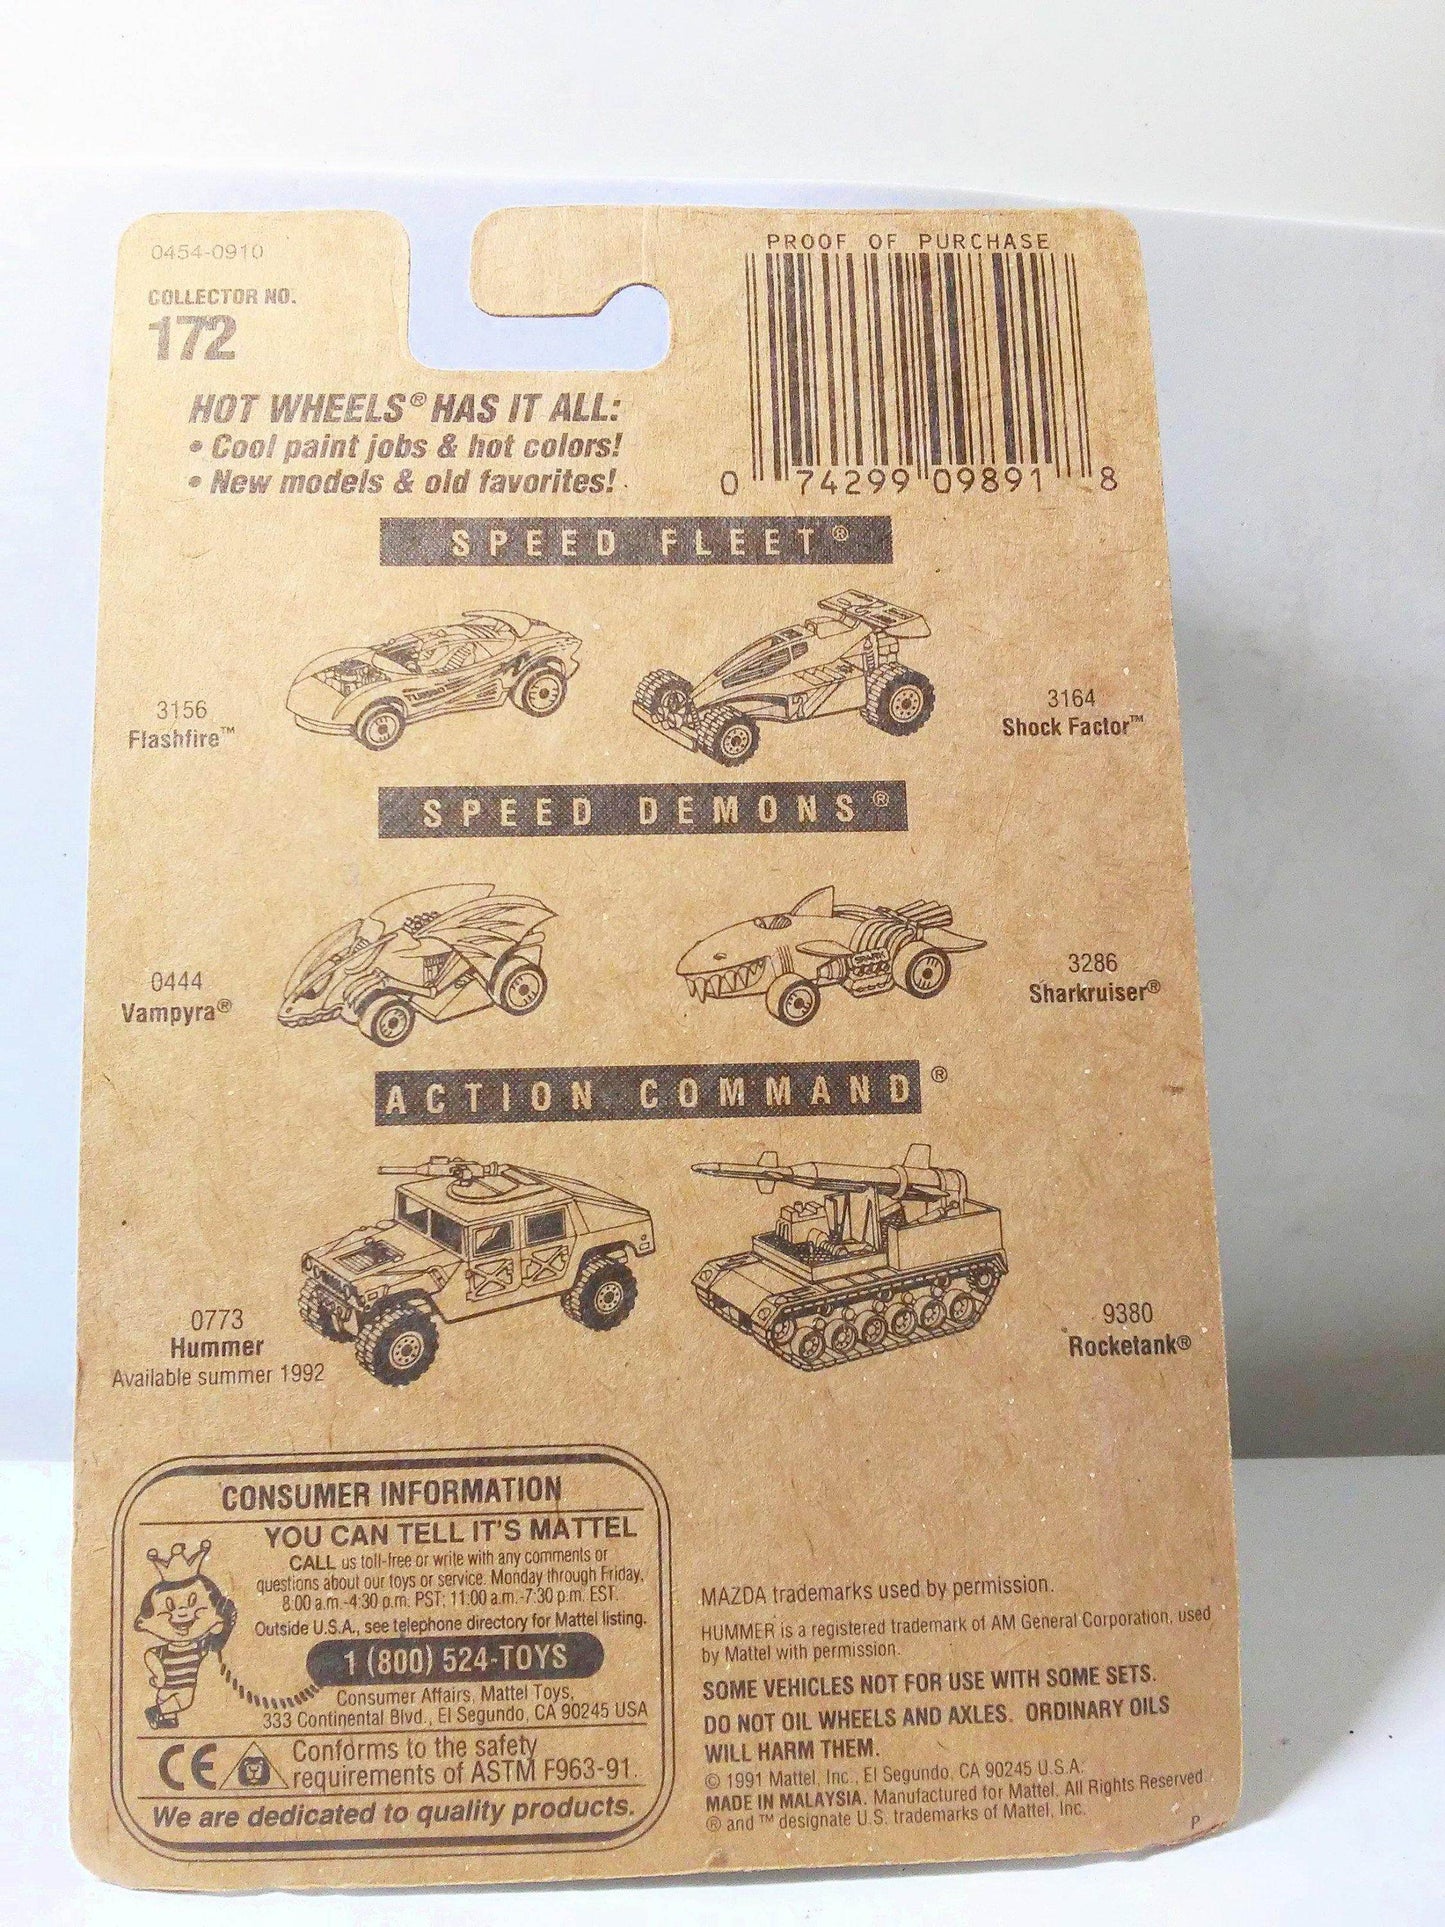 0454-0910
COLLECTOR NO.
172
PROOF OF PURCHASE
0 74299 09891 8
HOT WHEELS® HAS IT ALL:
• Cool paint jobs & hot colors!
• New models & old favorites!
SPEED FLEET®
3156
Flashfire™
TURBO
3164
Shock Factor™
SPEED DEMONS®
0444
Vampyra®
SHARK
3286
Sharkruiser®
ACTION COMMAND®
0773
Hummer
Available summer 1992
9380
Rocketank®
CONSUMER INFORMATION
YOU CAN TELL IT'S MATTEL
CALL us toll-free or write with any comments or
questions about our toys or service. Monday through Friday,
8:00 a.m.-4:30 p.m. PST; 11:00 a.m.-7:30 p.m. EST.
Outside U.S.A., see telephone directory for Mattel listing.
1 (800) 524-TOYS
Consumer Affairs, Mattel Toys,
333 Continental Blvd., El Segundo, CA 90245 USA
CE
Conforms to the safety
requirements of ASTM F963-91.
We are dedicated to quality products.
MAZDA trademarks used by permission.
HUMMER is a registered trademark of AM General Corporation, used
by Mattel with permission.
SOME VEHICLES NOT FOR USE WITH SOME SETS.
DO NOT OIL WHEELS AND AXLES. ORDINARY OILS
WILL HARM THEM.
© 1991 Mattel, Inc., El Segundo, CA 90245 U.S.A.
MADE IN MALAYSIA. Manufactured for Mattel. All Rights Reserved.
® and ™ designate U.S. trademarks of Mattel, Inc.
P